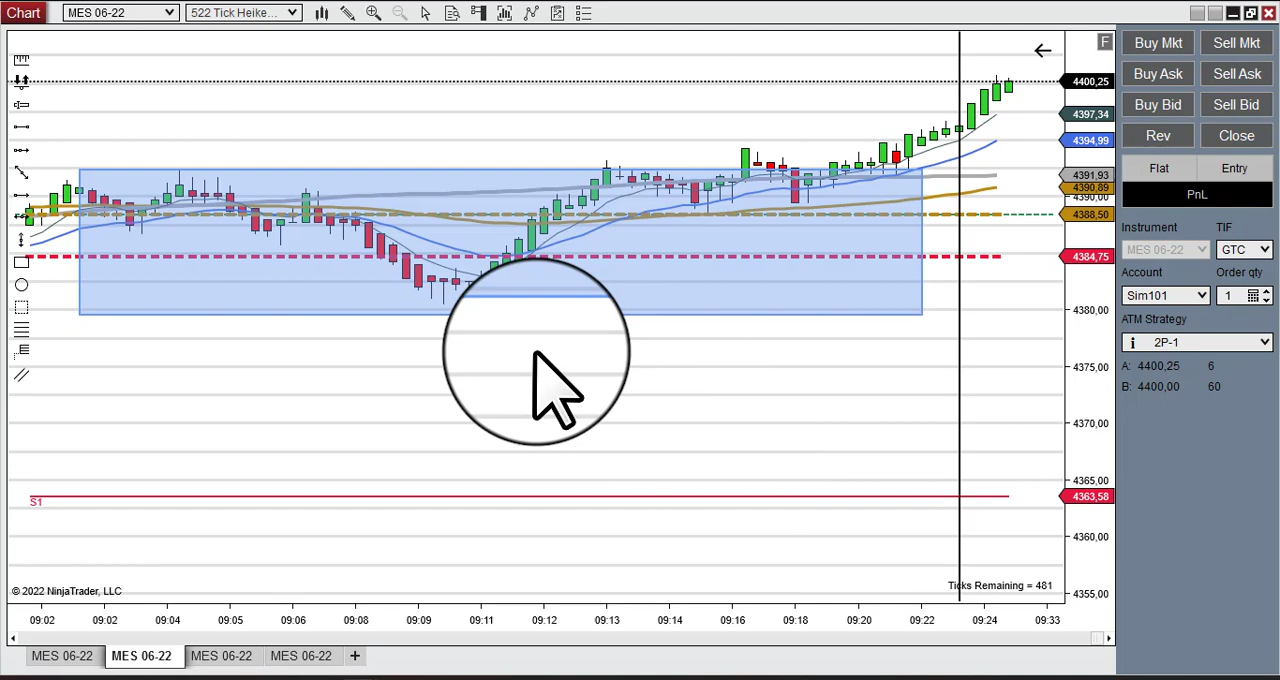 Chart MES 06-22 522 Tick Heike...
F
Buy Mkt Sell Mkt
Buy Ask Sell Ask
Buy Bid Sell Bid
Rev Close
Flat Entry
PnL
Instrument TIF
MES 06-22 GTC
Account Order qty
Sim101 1
ATM Strategy
i 2P-1
A: 4400,25 6
B: 4400,00 60
4400,25
4397,34
4394,99
4391,93
4390,89
4390,00
4388,50
4384,75
4380,00
4375,00
4370,00
4365,00
4363,58
4360,00
4355,00
S1
© 2022 NinjaTrader, LLC
Ticks Remaining = 481
09:02 09:02 09:04 09:05 09:06 09:08 09:09 09:11 09:12 09:13 09:14 09:16 09:18 09:20 09:22 09:24 09:33
MES 06-22 MES 06-22 MES 06-22 MES 06-22 +